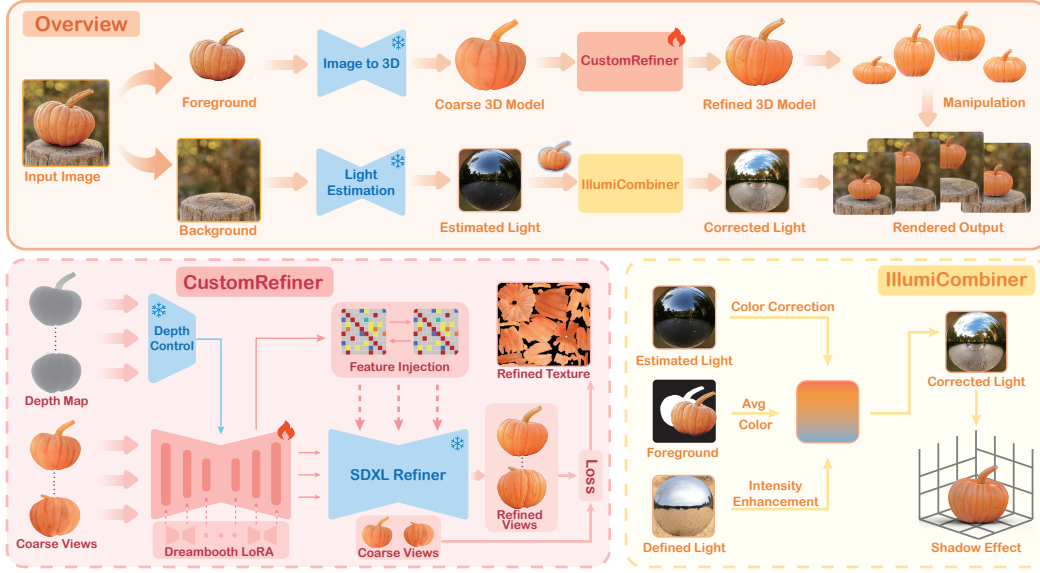 Overview
Input Image
Foreground
Image to 3D
Coarse 3D Model
CustomRefiner
Refined 3D Model
Manipulation
Background
Light
Estimation
Estimated Light
IllumiCombiner
Corrected Light
Rendered Output
CustomRefiner
Depth Map
Depth
Control
Feature Injection
Refined Texture
Coarse Views
Dreambooth LoRA
SDXL Refiner
Coarse Views
Refined
Views
Loss
IllumiCombiner
Estimated Light
Color Correction
Foreground
Avg
Color
Defined Light
Intensity
Enhancement
Corrected Light
Shadow Effect